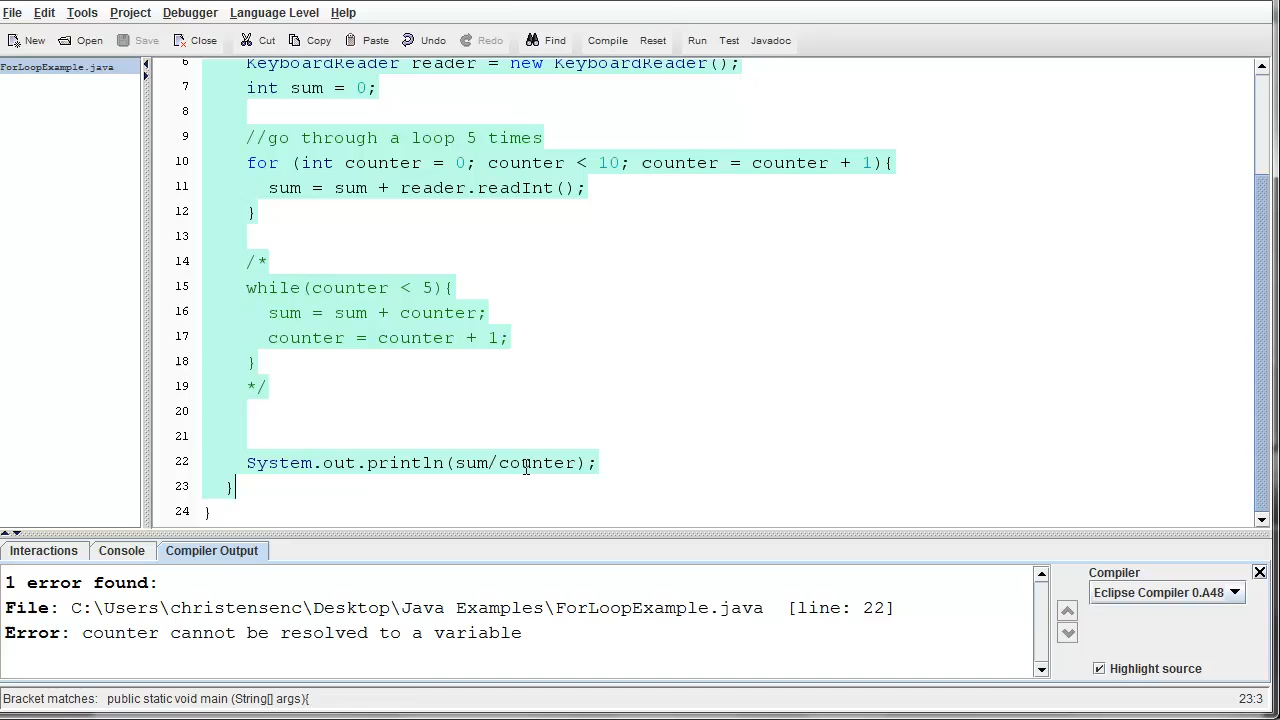 File Edit Tools Project Debugger Language Level Help
New Open Save Close Cut Copy Paste Undo Redo Find Compile Reset Run Test Javadoc
ForLoopExample.java
6 KeyboardReader reader = new KeyboardReader();
7 int sum = 0;
8
9 //go through a loop 5 times
10 for (int counter = 0; counter < 10; counter = counter + 1){
11 sum = sum + reader.readInt();
12 }
13
14 /*
15 while(counter < 5){
16 sum = sum + counter;
17 counter = counter + 1;
18 }
19 */
20
21
22 System.out.println(sum/counter);
23 }
24 }
Interactions Console Compiler Output
1 error found:
File: C:\Users\christensenc\Desktop\Java Examples\ForLoopExample.java [line: 22]
Error: counter cannot be resolved to a variable
Compiler
Eclipse Compiler 0.A48
Highlight source
Bracket matches: public static void main (String[] args){
23:3